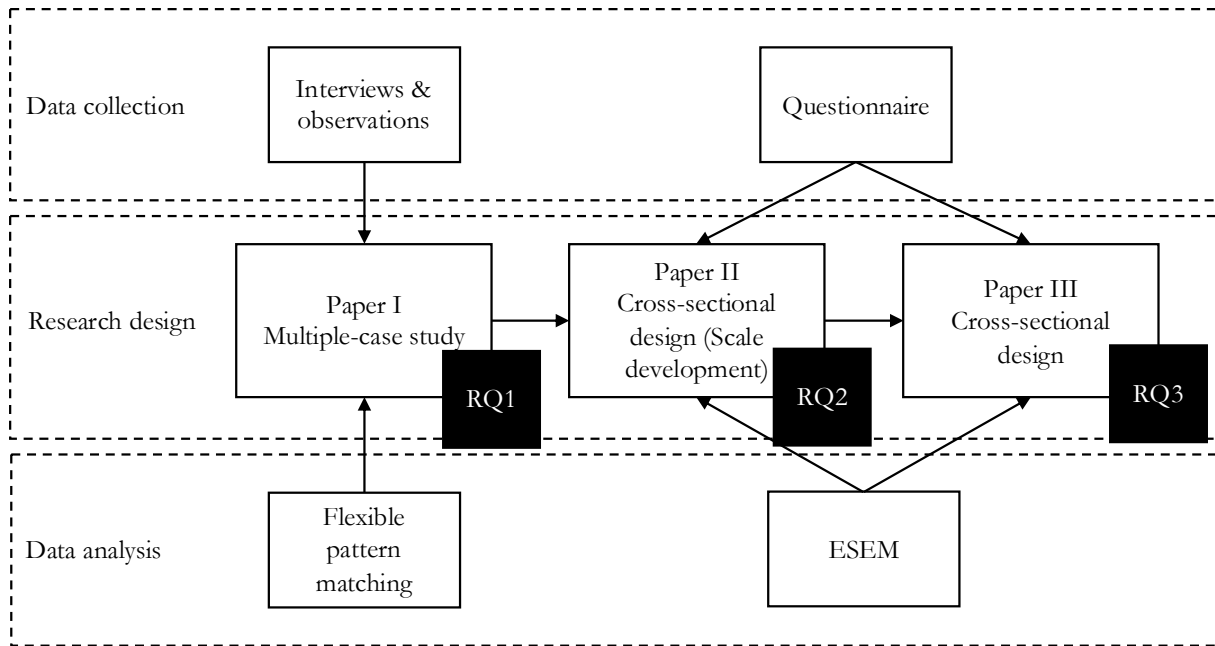 Data collection
Interviews &
observations
Questionnaire
Research design
Paper I
Multiple-case study
RQ1
Paper II
Cross-sectional
design (Scale
development)
RQ2
Paper III
Cross-sectional
design
RQ3
Data analysis
Flexible
pattern
matching
ESEM